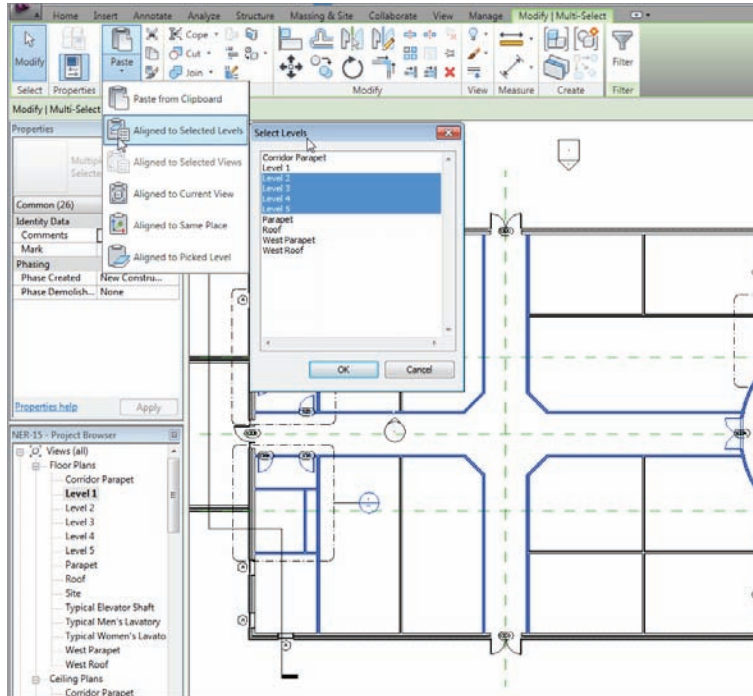 Home Insert Annotate Analyze Structure Massing & Site Collaborate View Manage Modify | Multi-Select
Modify
Paste
Cope
Cut
Join
Filter
Select Properties Modify View Measure Create Filter
Modify | Multi-Select
Paste from Clipboard
Aligned to Selected Levels
Aligned to Selected Views
Aligned to Current View
Aligned to Same Place
Aligned to Picked Level
Properties
Common (26)
Identity Data
Comments
Mark
Phasing
Phase Created New Constru...
Phase Demolish... None
Properties help Apply
Select Levels
Corridor Parapet
Level 1
Level 2
Level 3
Level 4
Level 5
Parapet
Roof
West Parapet
West Roof
OK Cancel
NER-15 - Project Browser
Views (all)
Floor Plans
Corridor Parapet
Level 1
Level 2
Level 3
Level 4
Level 5
Parapet
Roof
Site
Typical Elevator Shaft
Typical Men's Lavatory
Typical Women's Lavato
West Parapet
West Roof
Ceiling Plans
Corridor Parapet